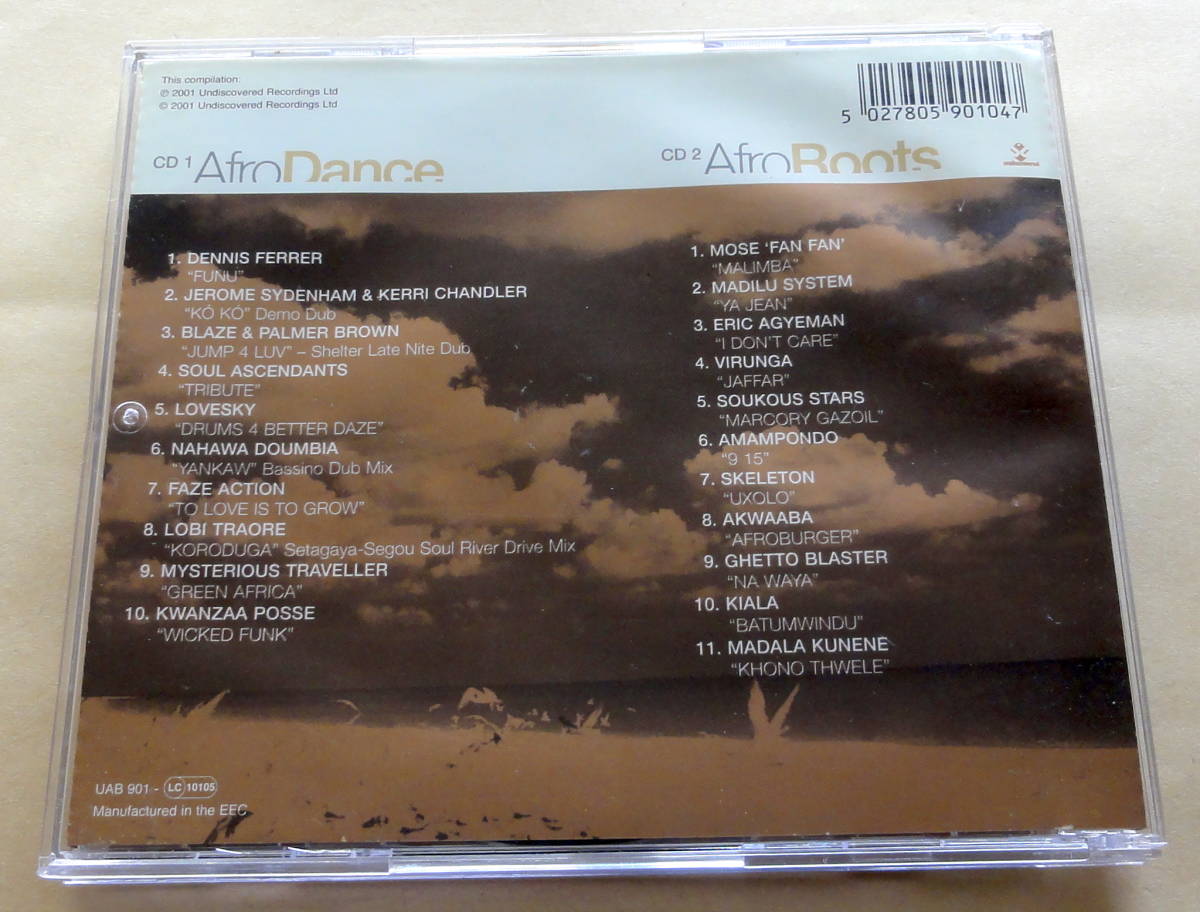 This compilation:
℗ 2001 Undiscovered Recordings Ltd
© 2001 Undiscovered Recordings Ltd
5 027805 901047
CD 1 AfroDance
1. DENNIS FERRER
"FUNU"
2. JEROME SYDENHAM & KERRI CHANDLER
"KÔ KÔ" Demo Dub
3. BLAZE & PALMER BROWN
"JUMP 4 LUV" – Shelter Late Nite Dub
4. SOUL ASCENDANTS
"TRIBUTE"
5. LOVESKY
"DRUMS 4 BETTER DAZE"
6. NAHAWA DOUMBIA
"YANKAW" Bassino Dub Mix
7. FAZE ACTION
"TO LOVE IS TO GROW"
8. LOBI TRAORE
"KORODUGA" Setagaya-Segou Soul River Drive Mix
9. MYSTERIOUS TRAVELLER
"GREEN AFRICA"
10. KWANZAA POSSE
"WICKED FUNK"
CD 2 AfroRoots
1. MOSE 'FAN FAN'
"MALIMBA"
2. MADILU SYSTEM
"YA JEAN"
3. ERIC AGYEMAN
"I DON'T CARE"
4. VIRUNGA
"JAFFAR"
5. SOUKOUS STARS
"MARCORY GAZOIL"
6. AMAMPONDO
"9 15"
7. SKELETON
"UXOLO"
8. AKWAABA
"AFROBURGER"
9. GHETTO BLASTER
"NA WAYA"
10. KIALA
"BATUMWINDU"
11. MADALA KUNENE
"KHONO THWELE"
UAB 901 - LC 10105
Manufactured in the EEC